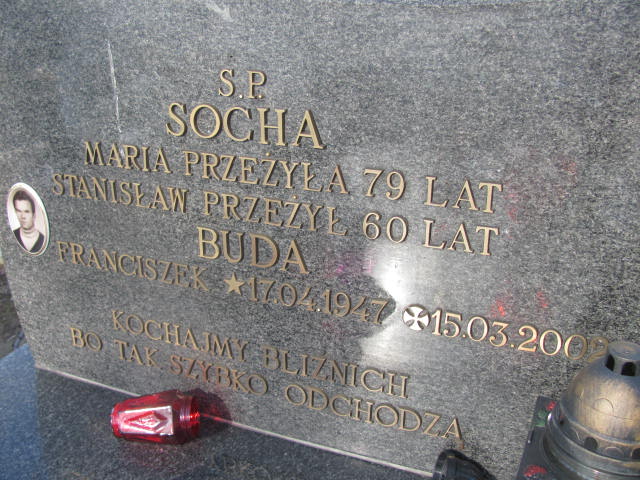 Ś.P.
SOCHA
MARIA PRZEŻYŁA 79 LAT
STANISŁAW PRZEŻYŁ 60 LAT
BUDA
FRANCISZEK ★ 17.04.1947 ✠ 15.03.2002
KOCHAJMY BLIŹNICH
BO TAK SZYBKO ODCHODZĄ